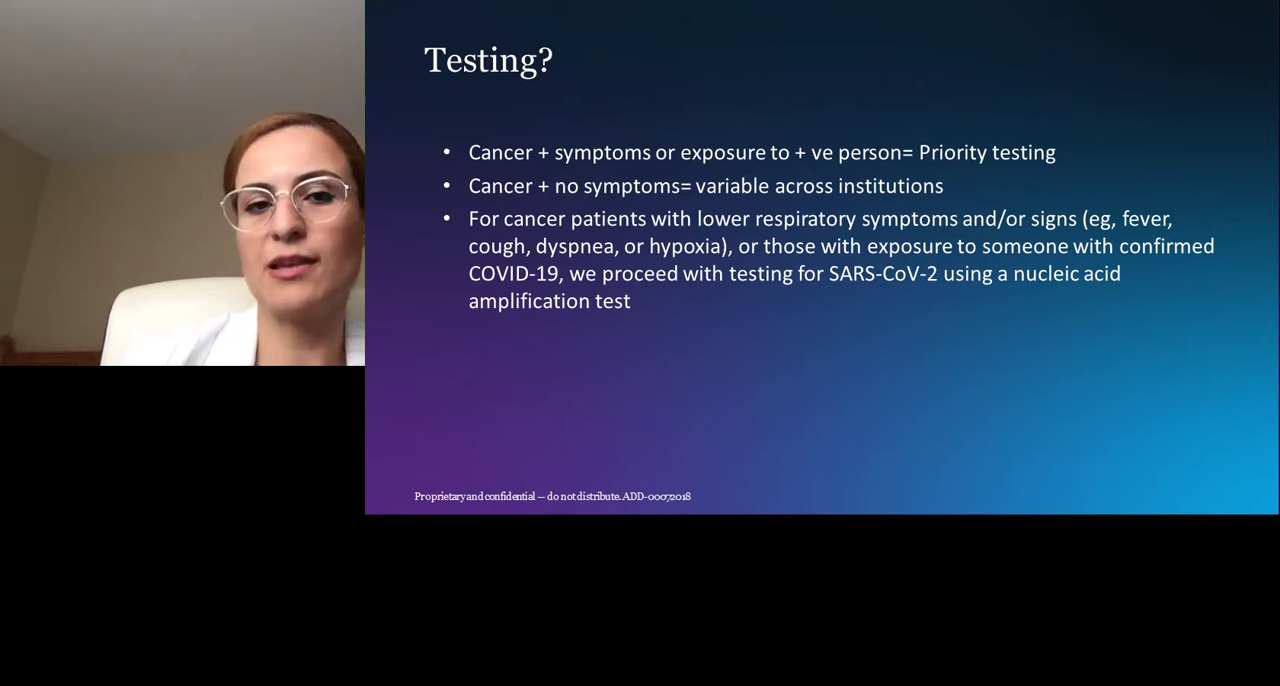 Testing?
• Cancer + symptoms or exposure to + ve person= Priority testing
• Cancer + no symptoms= variable across institutions
• For cancer patients with lower respiratory symptoms and/or signs (eg, fever,
cough, dyspnea, or hypoxia), or those with exposure to someone with confirmed
COVID-19, we proceed with testing for SARS-CoV-2 using a nucleic acid
amplification test
Proprietary and confidential — do not distribute. ADD-00072018